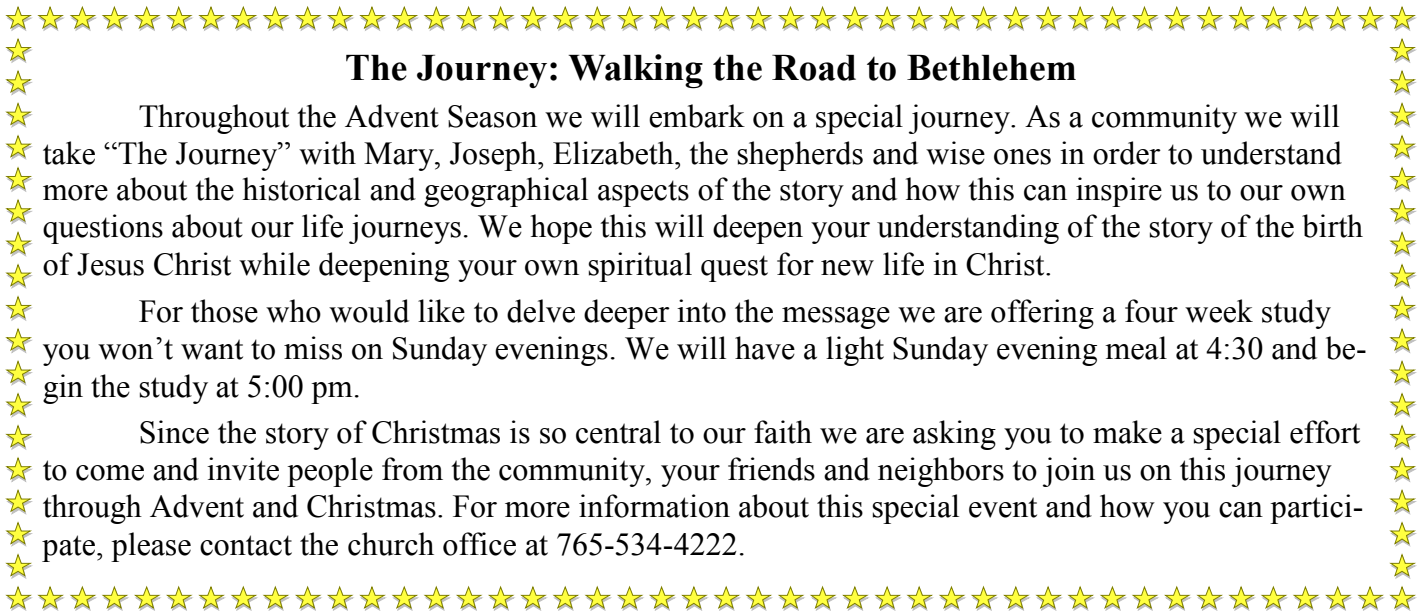 The Journey: Walking the Road to Bethlehem
Throughout the Advent Season we will embark on a special journey. As a community we will
take “The Journey” with Mary, Joseph, Elizabeth, the shepherds and wise ones in order to understand
more about the historical and geographical aspects of the story and how this can inspire us to our own
questions about our life journeys. We hope this will deepen your understanding of the story of the birth
of Jesus Christ while deepening your own spiritual quest for new life in Christ.
For those who would like to delve deeper into the message we are offering a four week study
you won’t want to miss on Sunday evenings. We will have a light Sunday evening meal at 4:30 and be-
gin the study at 5:00 pm.
Since the story of Christmas is so central to our faith we are asking you to make a special effort
to come and invite people from the community, your friends and neighbors to join us on this journey
through Advent and Christmas. For more information about this special event and how you can partici-
pate, please contact the church office at 765-534-4222.